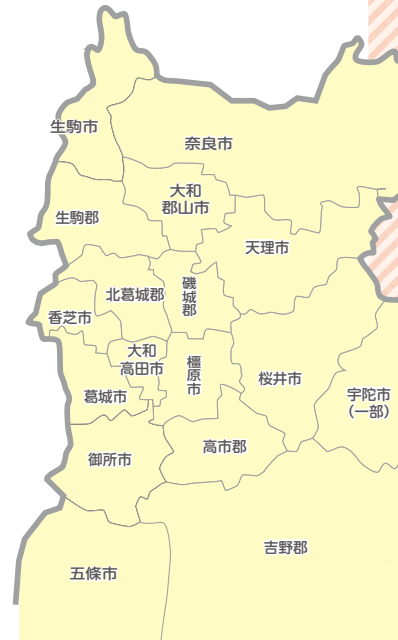 生駒市
奈良市
大和
郡山市
生駒郡
天理市
北葛城郡
磯城郡
香芝市
大和
高田市
橿原市
桜井市
葛城市
宇陀市
(一部)
御所市
高市郡
吉野郡
五條市